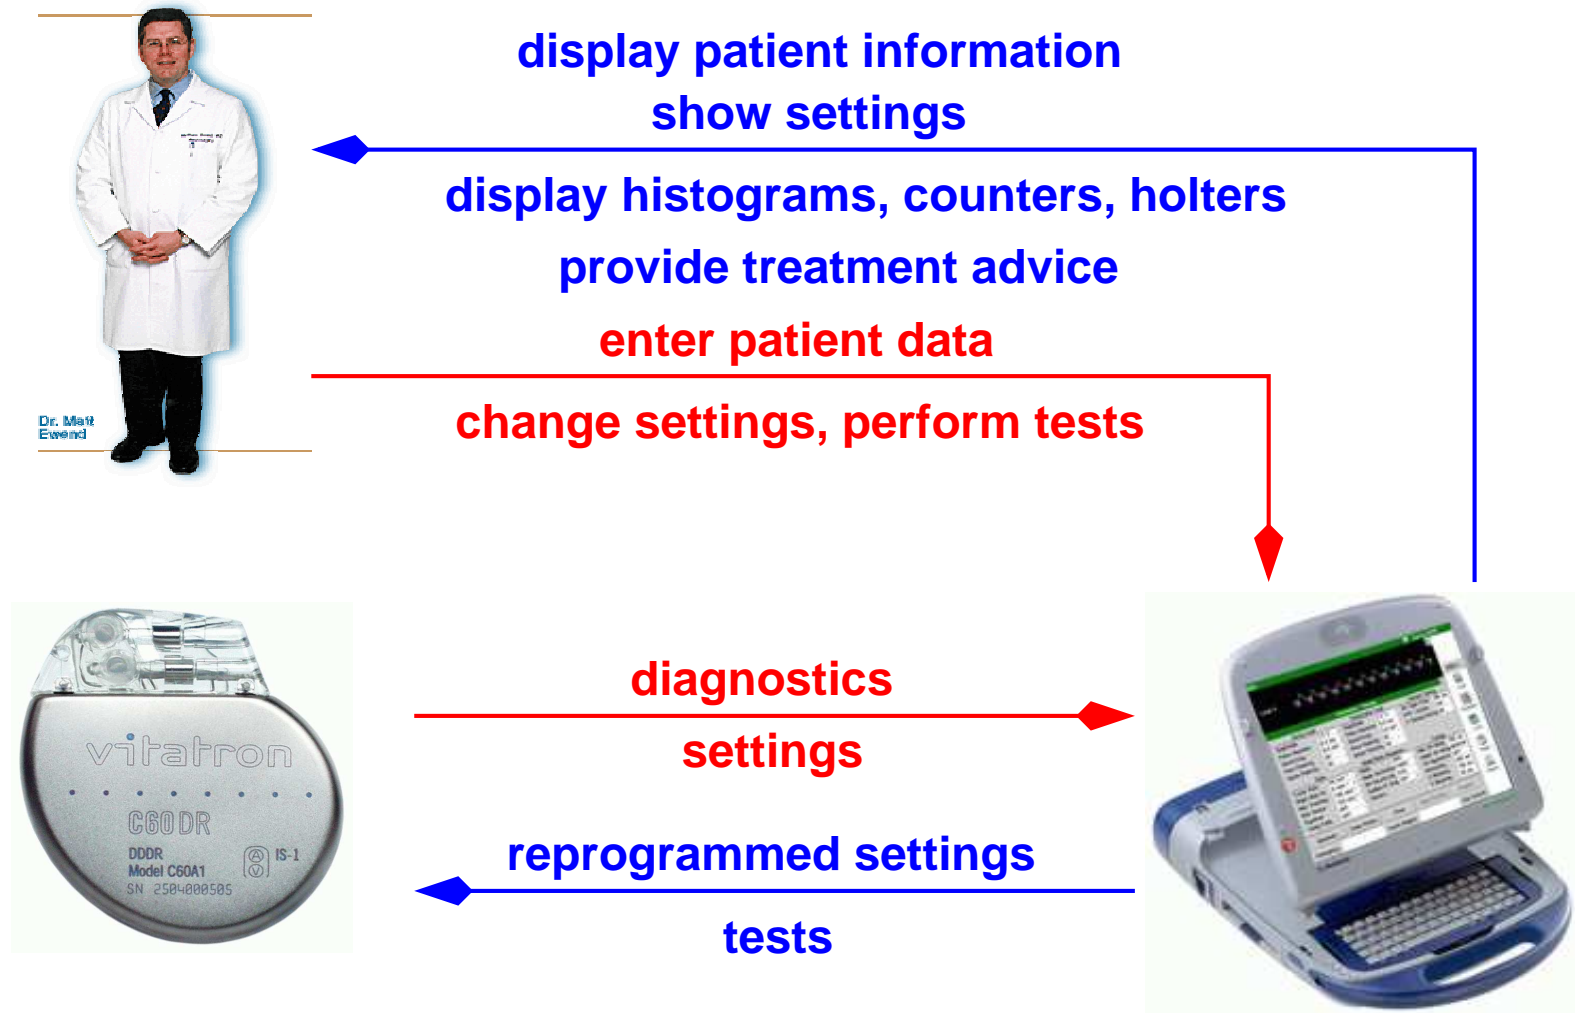 display patient information
show settings
display histograms, counters, holters
provide treatment advice
enter patient data
change settings, perform tests
Dr. Matt
Ewend
diagnostics
settings
reprogrammed settings
tests
vitatron
C60DR
DDDR
Model C60A1
SN 2504000505
A
V
IS-1